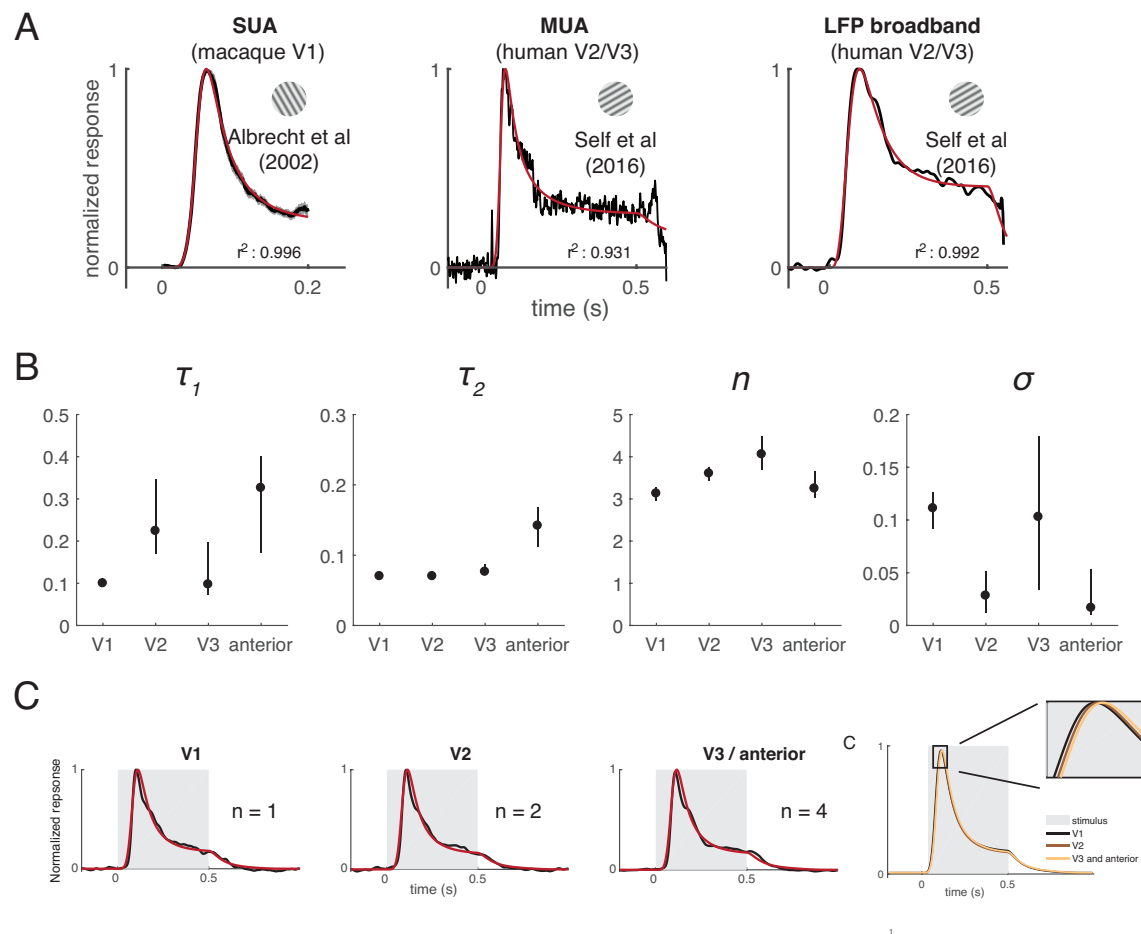 A
SUA
(macaque V1)
MUA
(human V2/V3)
LFP broadband
(human V2/V3)
normalized response
1
0
Albrecht et al
(2002)
r² : 0.996
0
0.2
1
0
Self et al
(2016)
r² : 0.931
0
0.5
1
0
Self et al
(2016)
r² : 0.992
0
0.5
time (s)
B
τ₁
τ₂
n
σ
0.5
0.4
0.3
0.2
0.1
0
V1 V2 V3 anterior
0.3
0.2
0.1
0
V1 V2 V3 anterior
5
4
3
2
1
0
V1 V2 V3 anterior
0.2
0.15
0.1
0.05
0
V1 V2 V3 anterior
C
V1
Normalized repsonse
1
0
n = 1
0
0.5
V2
1
0
n = 2
0
0.5
time (s)
V3 / anterior
1
0
n = 4
0
0.5
C
1
0
stimulus
V1
V2
V3 and anterior
0.2
0
0.5
time (s)
1